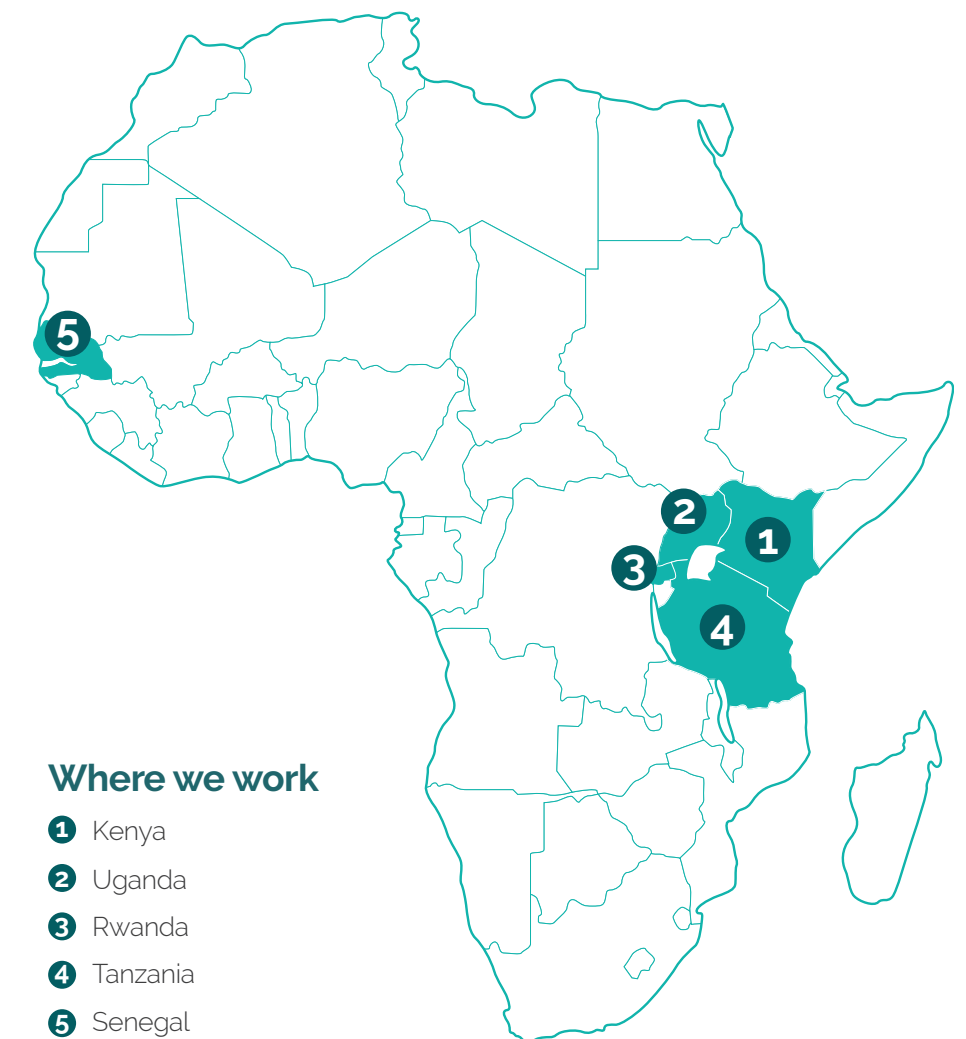 5
2
1
3
4
Where we work
1 Kenya
2 Uganda
3 Rwanda
4 Tanzania
5 Senegal